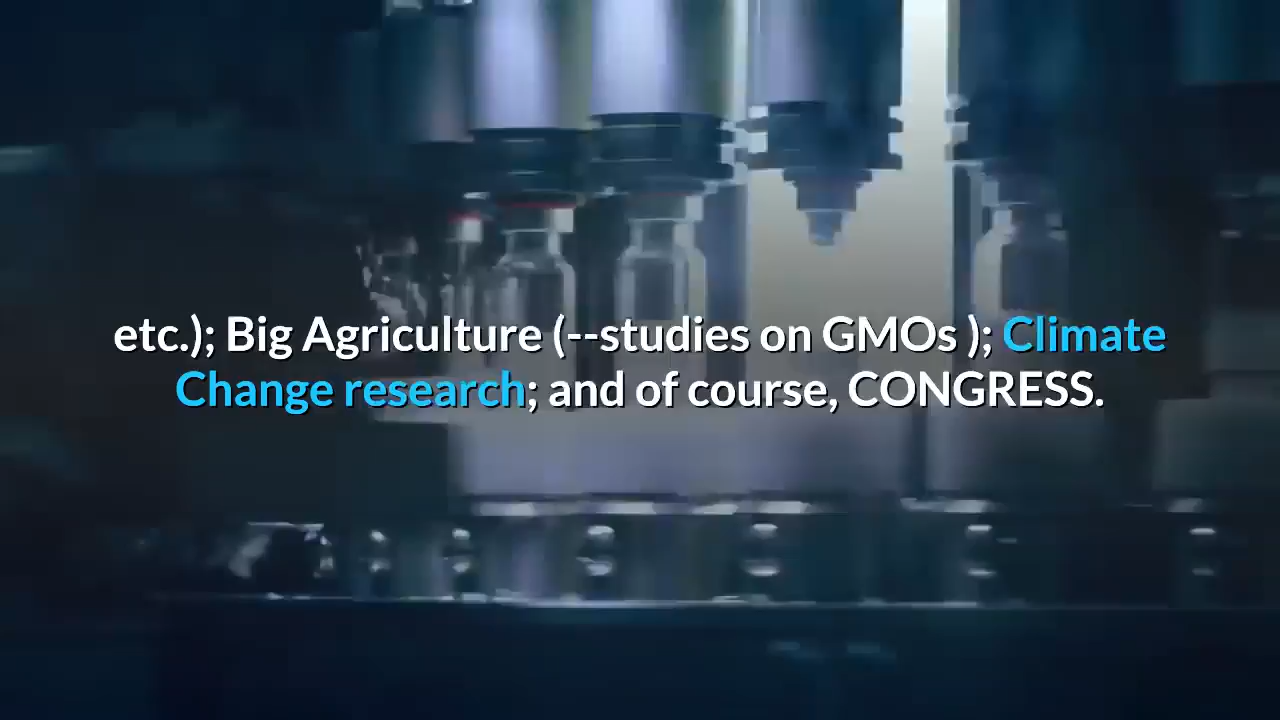 etc.); Big Agriculture (--studies on GMOs ); Climate
Change research; and of course, CONGRESS.